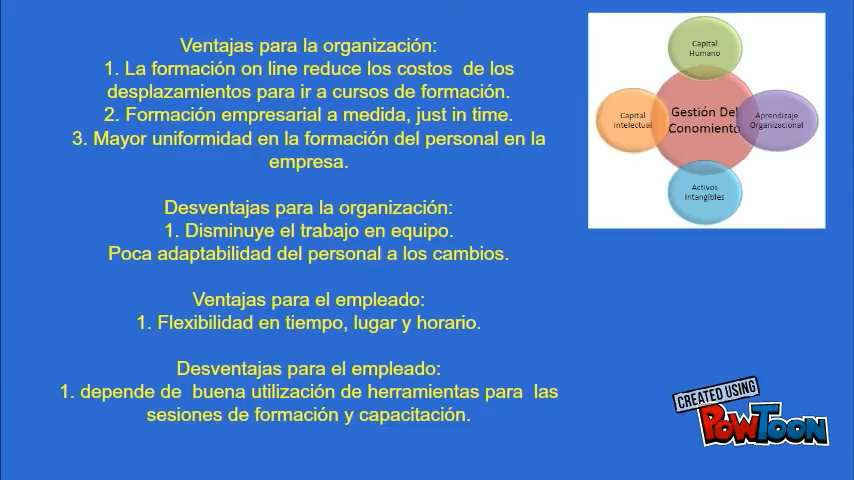 Ventajas para la organización:
1. La formación on line reduce los costos de los
desplazamientos para ir a cursos de formación.
2. Formación empresarial a medida, just in time.
3. Mayor uniformidad en la formación del personal en la
empresa.
Desventajas para la organización:
1. Disminuye el trabajo en equipo.
Poca adaptabilidad del personal a los cambios.
Ventajas para el empleado:
1. Flexibilidad en tiempo, lugar y horario.
Desventajas para el empleado:
1. depende de buena utilización de herramientas para las
sesiones de formación y capacitación.
Capital
Humano
Capital
Intelectual
Gestión Del
Conomiento
Aprendizaje
Organizacional
Activos
Intangibles
CREATED USING
POWTOON